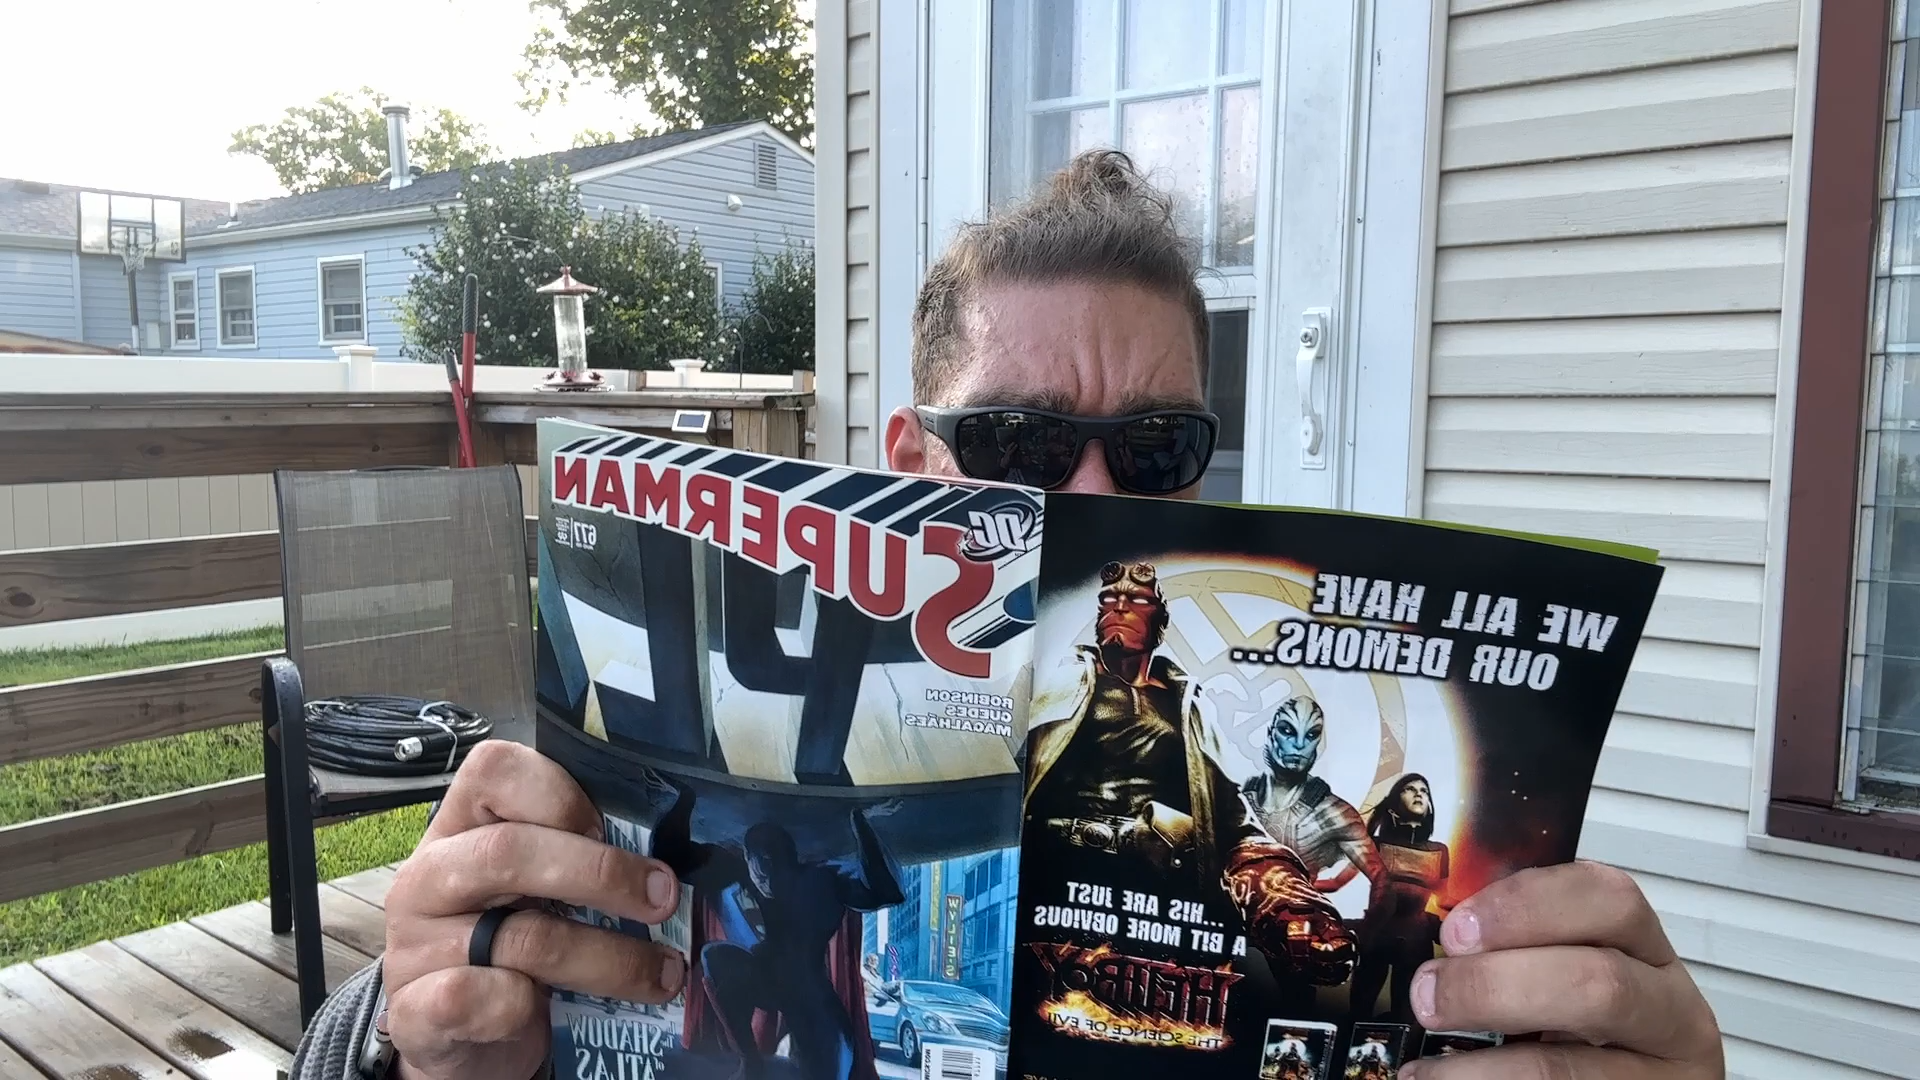 SUPERMAN
DC
677
ROBINSON
GUEDES
MAGALHÃES
WYLIE'S
The SHADOW
of ATLAS
WE ALL HAVE
OUR DEMONS...
...HIS ARE JUST
A BIT MORE OBVIOUS
HELLBOY
THE SCIENCE OF EVIL